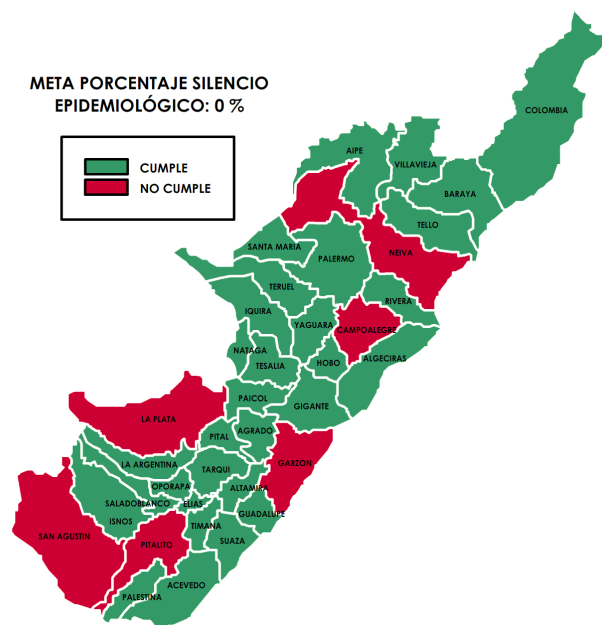 META PORCENTAJE SILENCIO
EPIDEMIOLÓGICO: 0 %
CUMPLE
NO CUMPLE
COLOMBIA
AIPE
VILLAVIEJA
BARAYA
TELLO
SANTA MARIA
PALERMO
NEIVA
TERUEL
RIVERA
IQUIRA
YAGUARA
CAMPOALEGRE
NATAGA
TESALIA
HOBO
ALGECIRAS
PAICOL
GIGANTE
LA PLATA
PITAL
AGRADO
LA ARGENTINA
TARQUI
GARZON
OPORAPA
ALTAMIRA
SALADOBLANCO
ELIAS
GUADALUPE
ISNOS
TIMANA
SAN AGUSTIN
PITALITO
SUAZA
ACEVEDO
PALESTINA